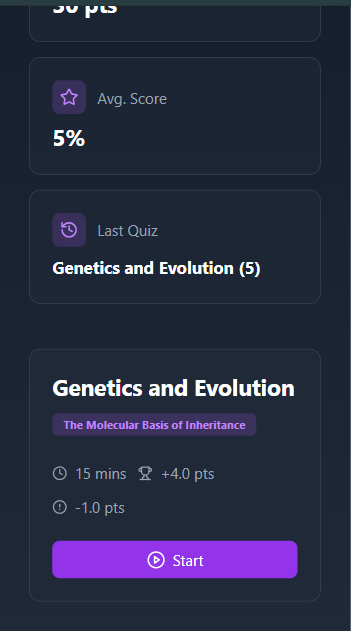 30 pts
Avg. Score
5%
Last Quiz
Genetics and Evolution (5)
Genetics and Evolution
The Molecular Basis of Inheritance
15 mins +4.0 pts
-1.0 pts
Start